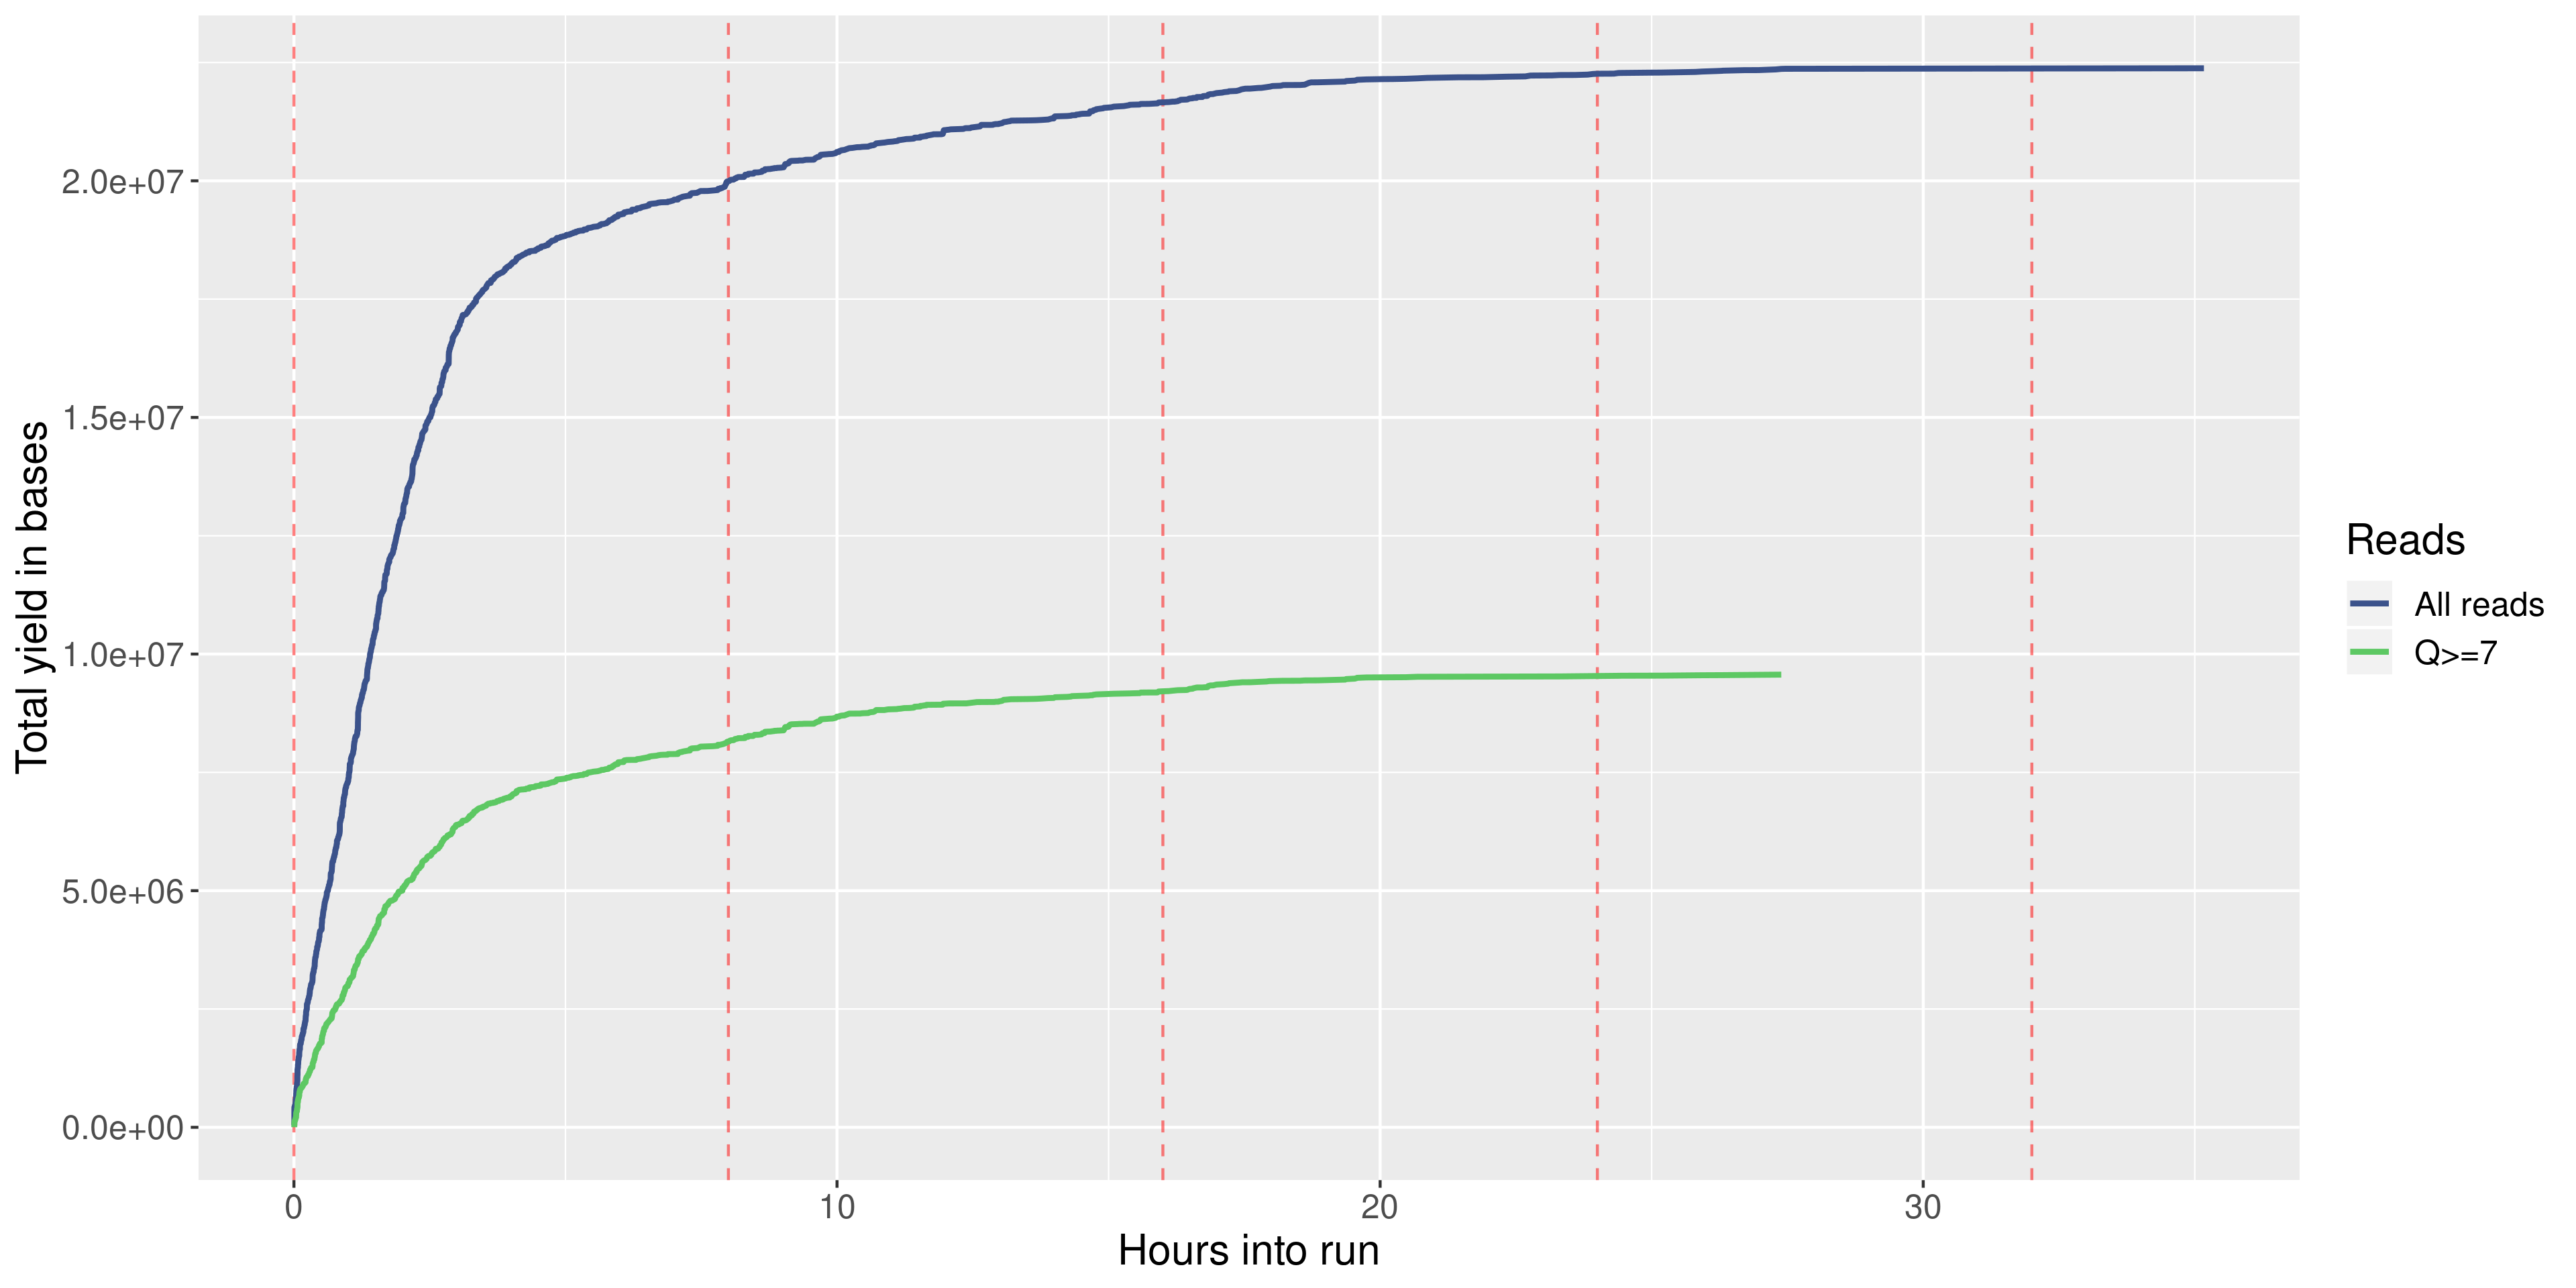 Total yield in bases
2.0e+07
1.5e+07
1.0e+07
5.0e+06
0.0e+00
0 10 20 30
Hours into run
Reads
All reads
Q>=7